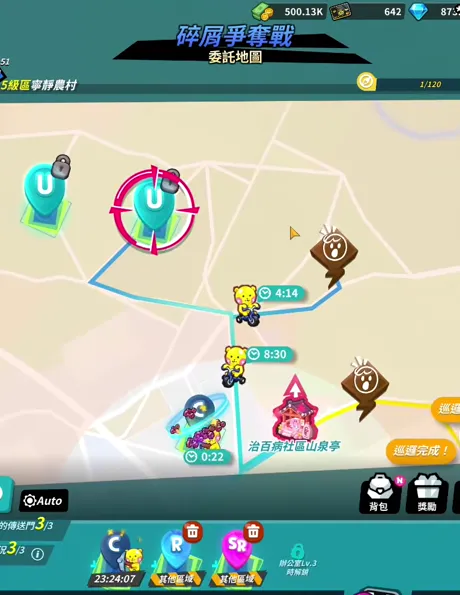 500.13K
642
碎屑爭奪戰
委託地圖
51
5級區寧靜農村
1/120
U
U
4:14
8:30
C
0:22
治百病社區山泉亭
巡邏完成！
Auto
背包
N
獎勵
的傳送門3/3
3/3
C
R
SR
23:24:07
其他區域
其他區域
辦公室Lv.3
時解鎖